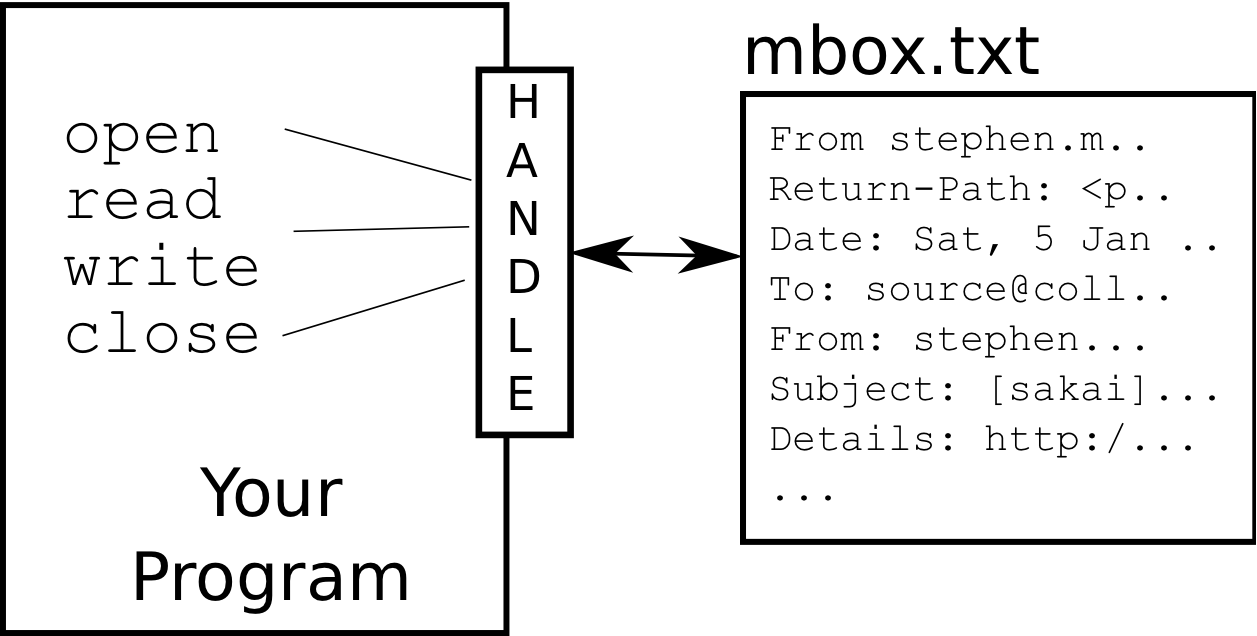 open
read
write
close
Your
Program
H
A
N
D
L
E
mbox.txt
From stephen.m..
Return-Path: <p..
Date: Sat, 5 Jan ..
To: source@coll..
From: stephen...
Subject: [sakai]...
Details: http:/...
...